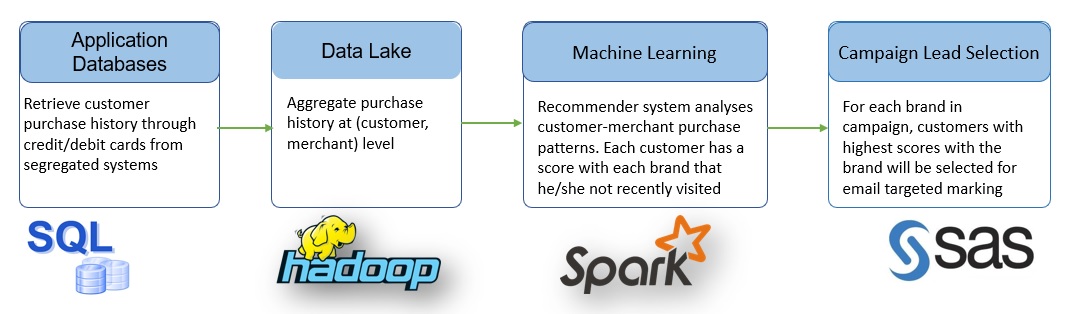 Application
Databases
Retrieve customer
purchase history through
credit/debit cards from
segregated systems
SQL
Data Lake
Aggregate purchase
history at (customer,
merchant) level
hadoop
Machine Learning
Recommender system analyses
customer-merchant purchase
patterns. Each customer has a
score with each brand that
he/she not recently visited
Spark
Campaign Lead Selection
For each brand in
campaign, customers with
highest scores with the
brand will be selected for
email targeted marking
sas